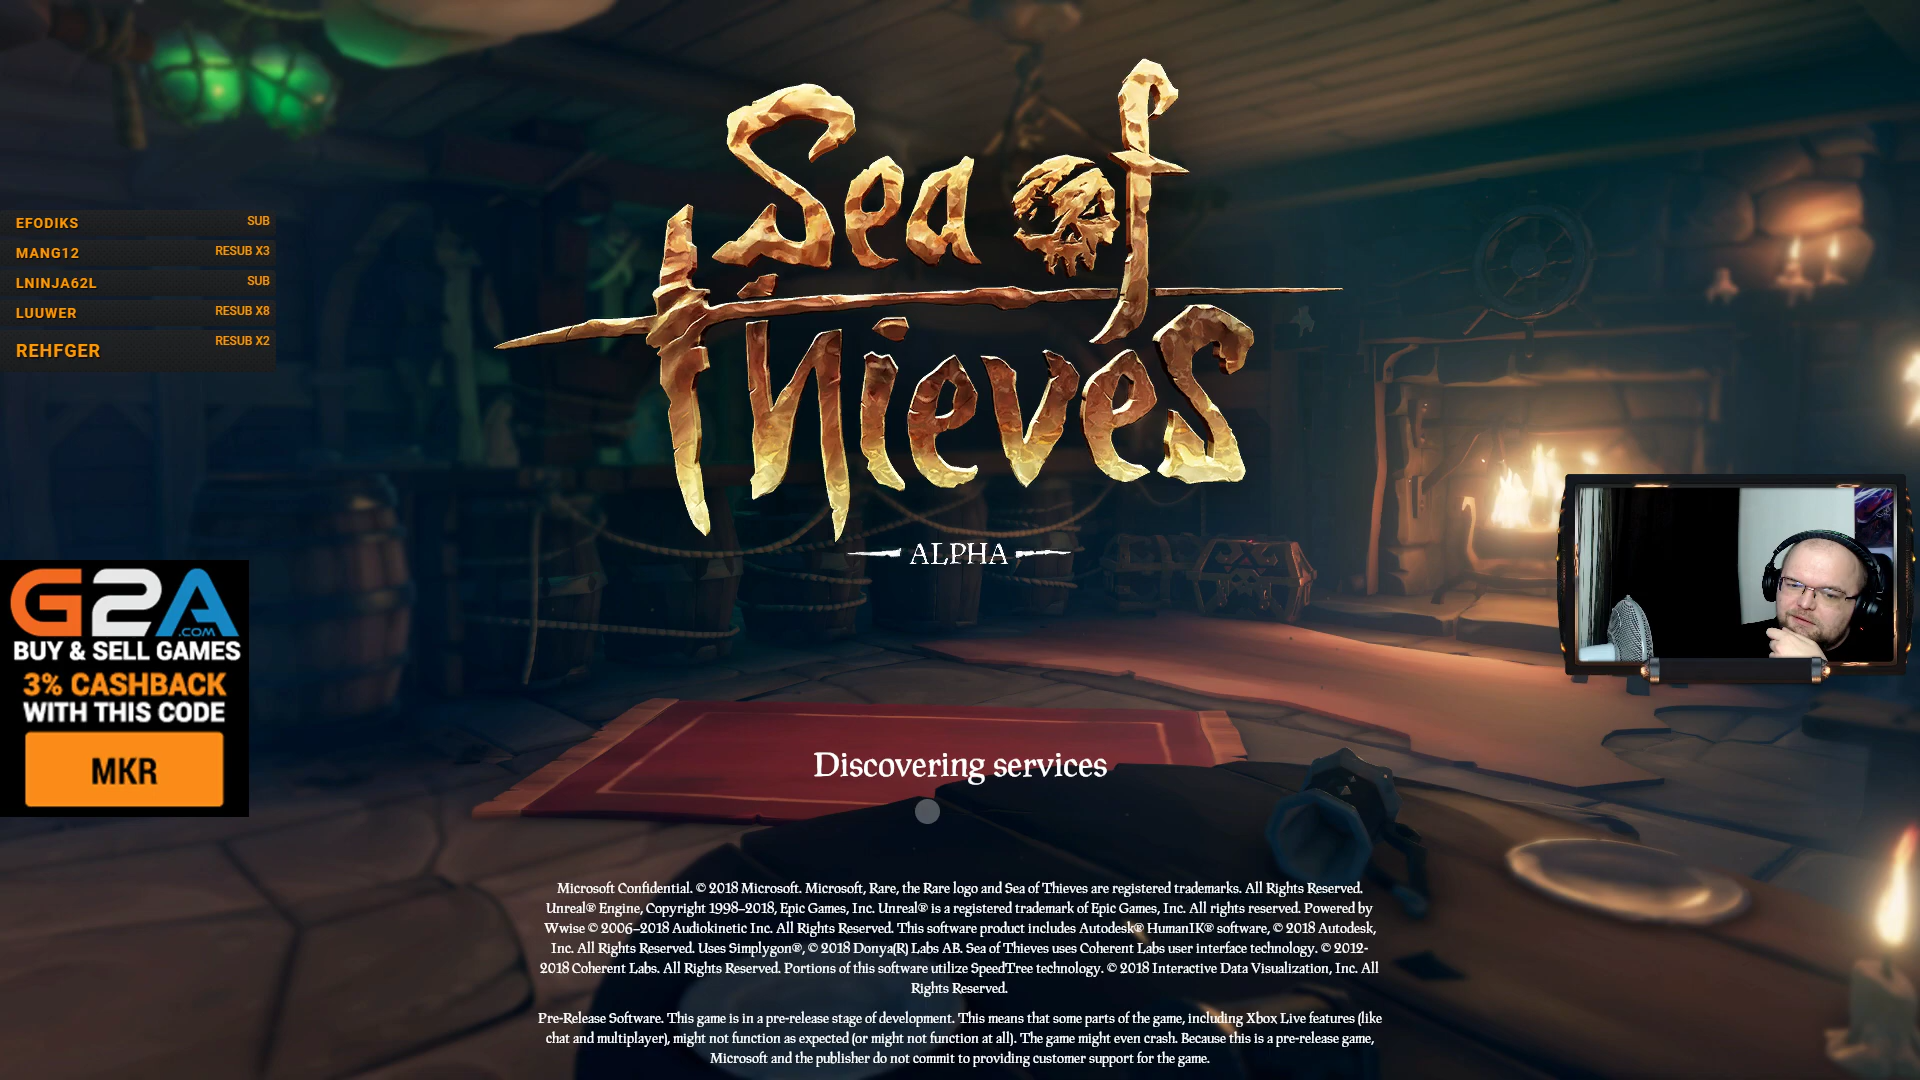 Sea of
Thieves
ALPHA
EFODIKS SUB
MANG12 RESUB X3
LNINJA62L SUB
LUUWER RESUB X8
REHFGER RESUB X2
G2A
.COM
BUY & SELL GAMES
3% CASHBACK
WITH THIS CODE
MKR
Discovering services
Microsoft Confidential. © 2018 Microsoft. Microsoft, Rare, the Rare logo and Sea of Thieves are registered trademarks. All Rights Reserved.
Unreal® Engine, Copyright 1998–2018, Epic Games, Inc. Unreal® is a registered trademark of Epic Games, Inc. All rights reserved. Powered by
Wwise © 2006–2018 Audiokinetic Inc. All Rights Reserved. This software product includes Autodesk® HumanIK® software, © 2018 Autodesk,
Inc. All Rights Reserved. Uses Simplygon®, © 2018 Donya(R) Labs AB. Sea of Thieves uses Coherent Labs user interface technology. © 2012-
2018 Coherent Labs. All Rights Reserved. Portions of this software utilize SpeedTree technology. © 2018 Interactive Data Visualization, Inc. All
Rights Reserved.
Pre-Release Software. This game is in a pre-release stage of development. This means that some parts of the game, including Xbox Live features (like
chat and multiplayer), might not function as expected (or might not function at all). The game might even crash. Because this is a pre-release game,
Microsoft and the publisher do not commit to providing customer support for the game.